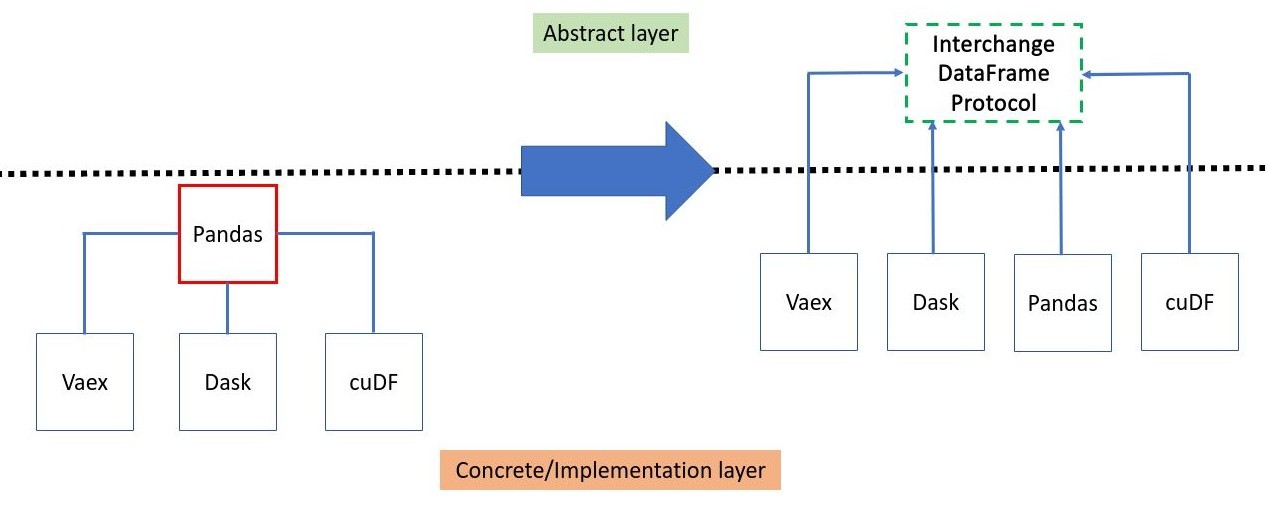 Abstract layer
Interchange
DataFrame
Protocol
Pandas
Vaex
Dask
cuDF
Vaex
Dask
Pandas
cuDF
Concrete/Implementation layer